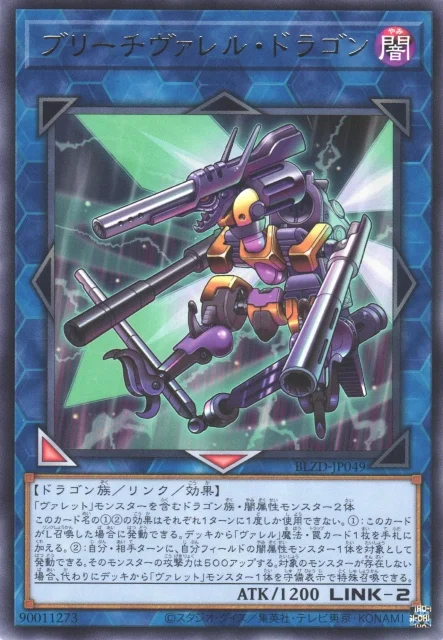 ブリーチヴァレル・ドラゴン
闇
BLZD-JP049
【ドラゴン族／リンク／効果】
「ヴァレット」モンスターを含むドラゴン族・闇属性モンスター2体
このカード名の①②の効果はそれぞれ1ターンに1度しか使用できない。①：このカード
がL召喚した場合に発動できる。デッキから「ヴァレル」魔法・罠カード1枚を手札に
加える。②：自分・相手ターンに、自分フィールドの闇属性モンスター1体を対象として
発動できる。そのモンスターの攻撃力は500アップする。対象のモンスターが存在しない
場合、代わりにデッキから「ヴァレット」モンスター1体を守備表示で特殊召喚できる。
ATK/1200 LINK-2
90011273
©スタジオ・ダイス／集英社・テレビ東京・KONAMI